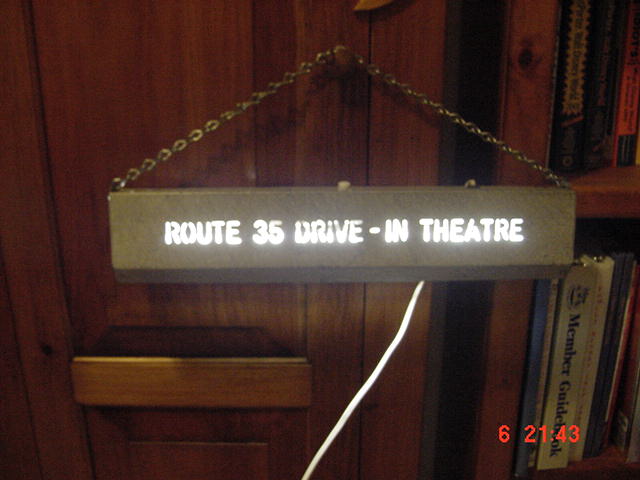 ROUTE 35 DRIVE-IN THEATRE
Member Guidebook
6 21:43